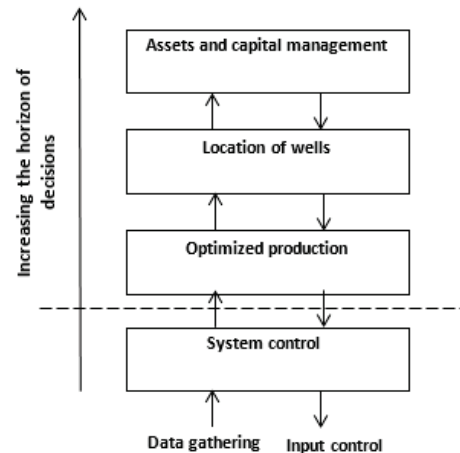 Assets and capital management
Location of wells
Optimized production
System control
Data gathering
Input control
Increasing the horizon of
decisions